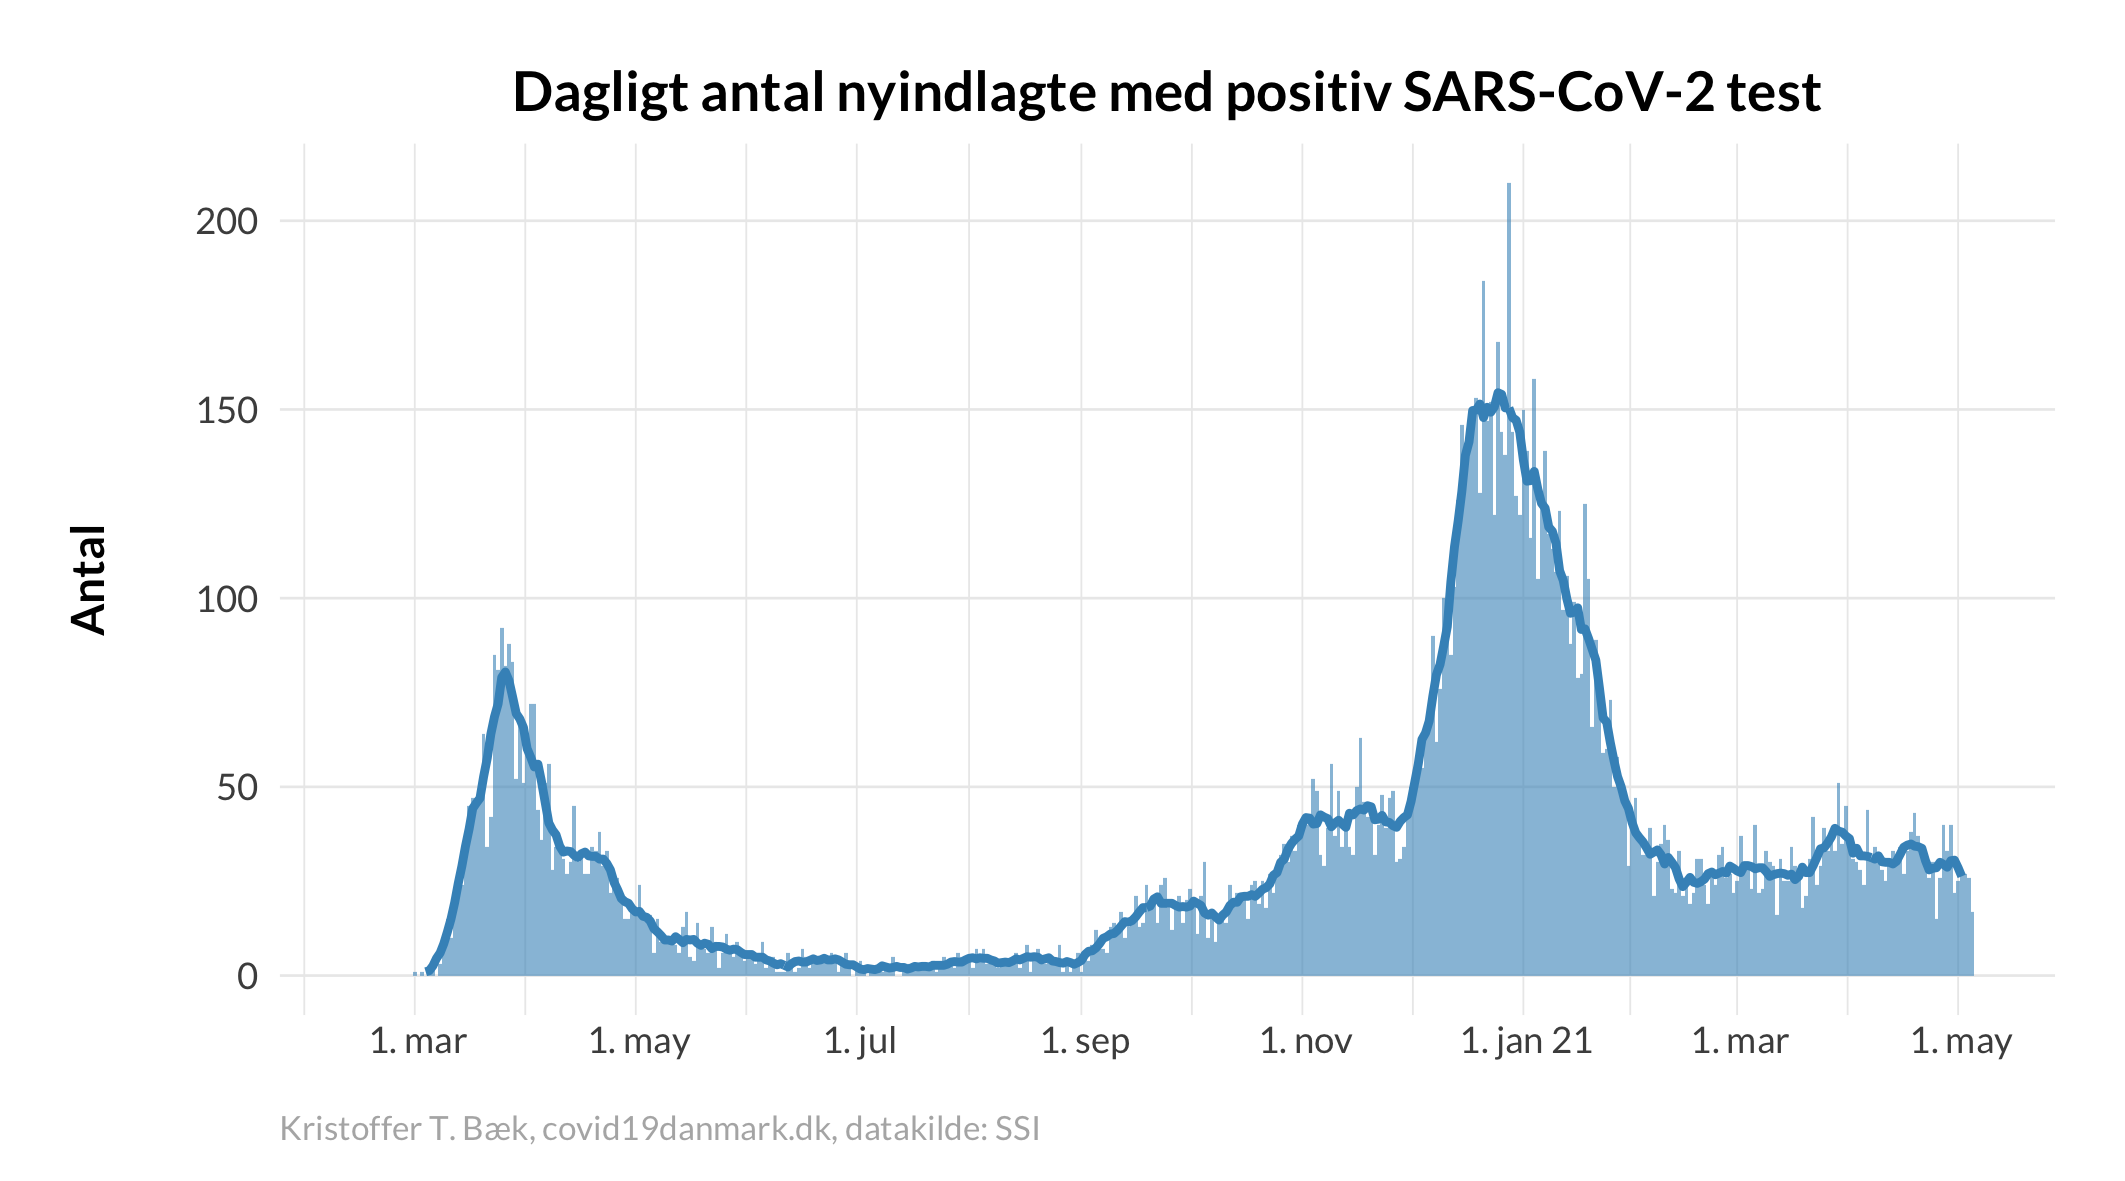 Dagligt antal nyindlagte med positiv SARS-CoV-2 test
Antal
200
150
100
50
0
1. mar 1. may 1. jul 1. sep 1. nov 1. jan 21 1. mar 1. may
Kristoffer T. Bæk, covid19danmark.dk, datakilde: SSI